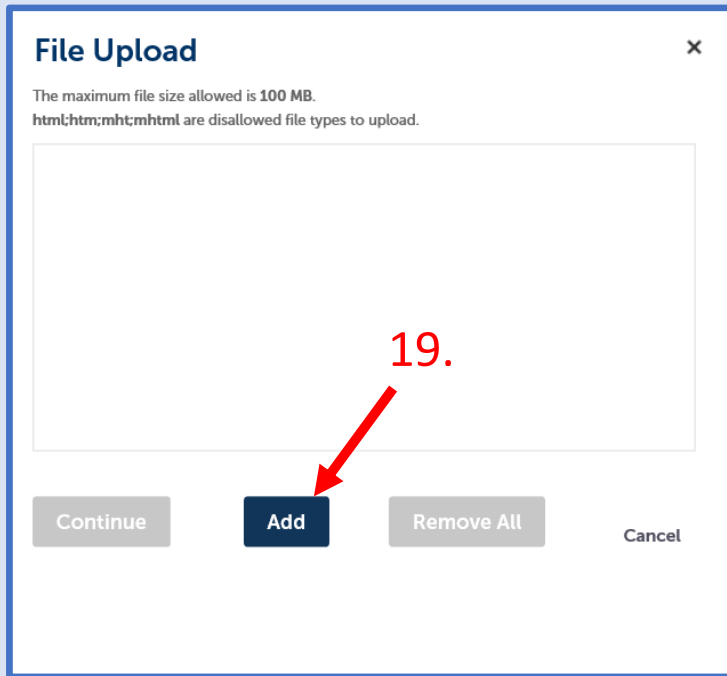 File Upload ×
The maximum file size allowed is 100 MB.
html;htm;mht;mhtml are disallowed file types to upload.
19.
Continue Add Remove All Cancel